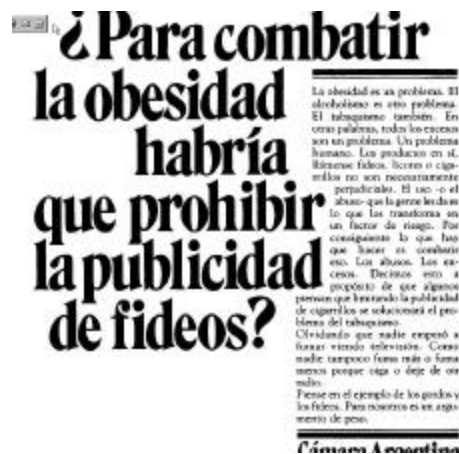 ¿Para combatir
la obesidad
habría
que prohibir
la publicidad
de fideos?
La obesidad es un problema. El
alcoholismo es otro problema.
El tabaquismo también. En
otras palabras, todos los excesos
son un problema. Un problema
humano. Los productos en sí,
llámense fideos, licores o ciga-
rrillos no son necesariamente
perjudiciales. El uso -o el
abuso- que la gente les da es
lo que los transforma en
un factor de riesgo. Por
consiguiente lo que hay
que hacer es combatir
eso. Los abusos. Los ex-
cesos. Decimos esto a
propósito de que algunos
piensan que limitando la publicidad
de cigarrillos se solucionará el pro-
blema del tabaquismo.
Olvidando que nadie empezó a
fumar viendo televisión. Como
nadie tampoco fuma más o fuma
menos porque oiga o deje de oir
radio.
Piense en el ejemplo de los gordos y
los fideos. Para nosotros es un argu-
mento de peso.
Cámara Argentina